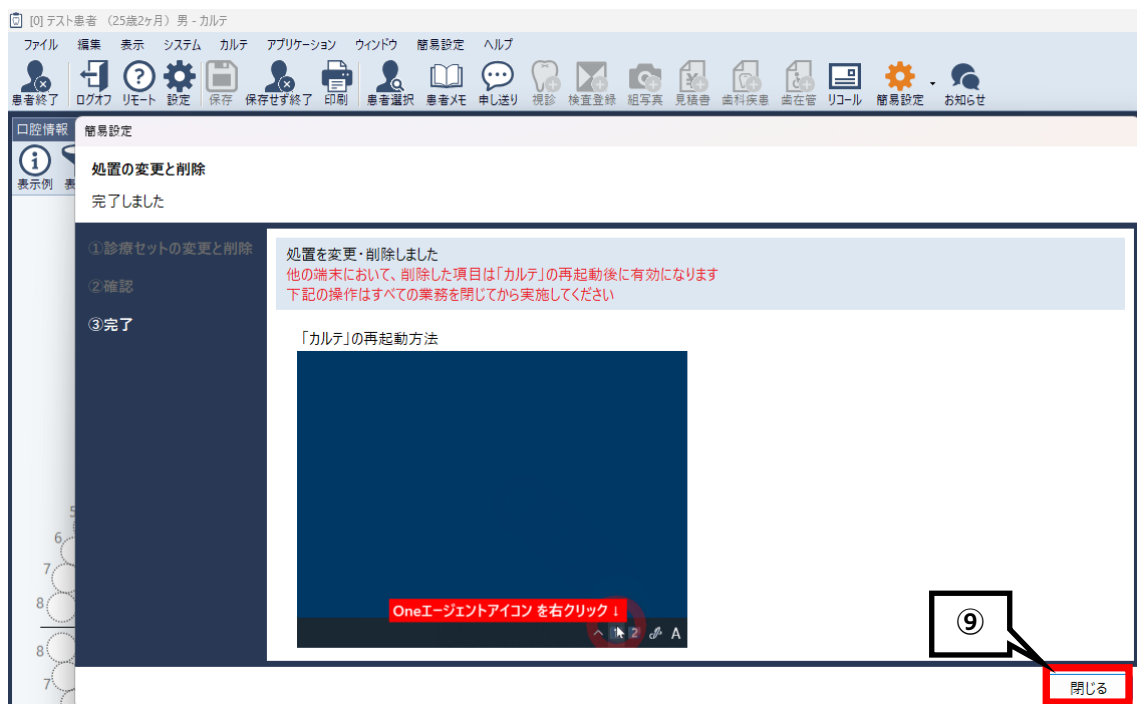 [0] テスト患者 （25歳2ケ月）男 - カルテ
ファイル 編集 表示 システム カルテ アプリケーション ウィンドウ 簡易設定 ヘルプ
患者終了 ログオフ リモート 設定 保存 保存せず終了 印刷 患者選択 患者メモ 申し送り 視診 検査登録 組写真 見積書 歯科疾患 歯在管 リコール 簡易設定 お知らせ
口腔情報
簡易設定
表示例
処置の変更と削除
完了しました
①診療セットの変更と削除
②確認
③完了
処置を変更・削除しました
他の端末において、削除した項目は「カルテ」の再起動後に有効になります
下記の操作はすべての業務を閉じてから実施してください
「カルテ」の再起動方法
Oneエージェントアイコン を右クリック↓
2 A
5
6
7
8
8
7
⑨
閉じる